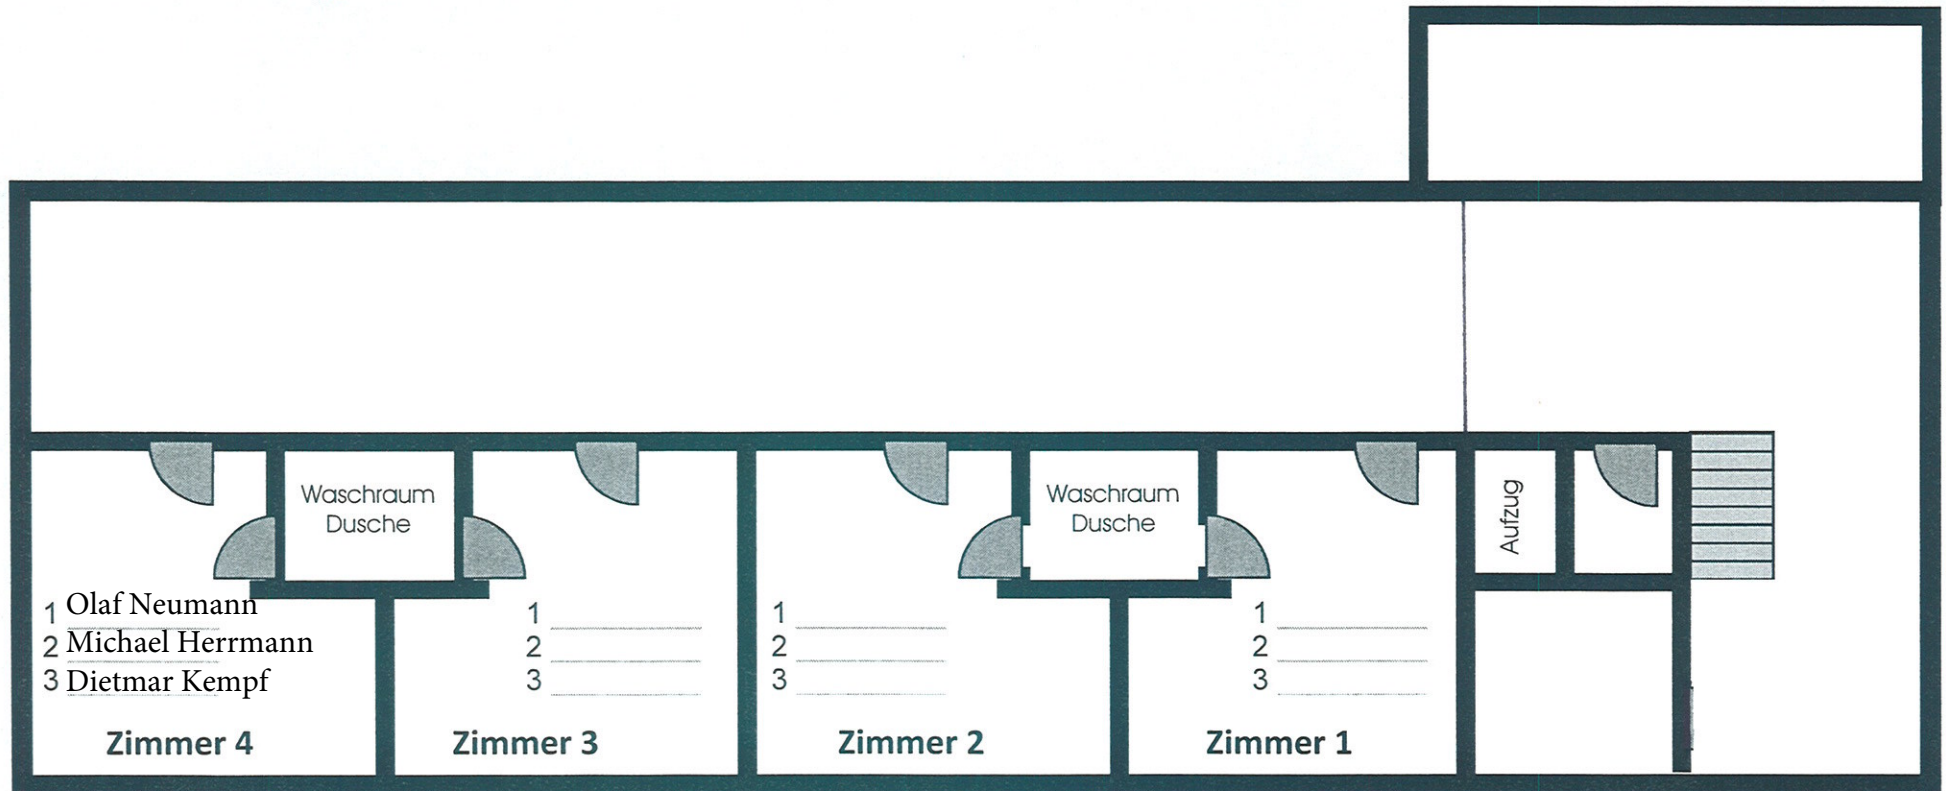 Waschraum
Dusche
Waschraum
Dusche
Aufzug
1 Olaf Neumann
2 Michael Herrmann
3 Dietmar Kempf
1
2
3
1
2
3
1
2
3
Zimmer 4
Zimmer 3
Zimmer 2
Zimmer 1